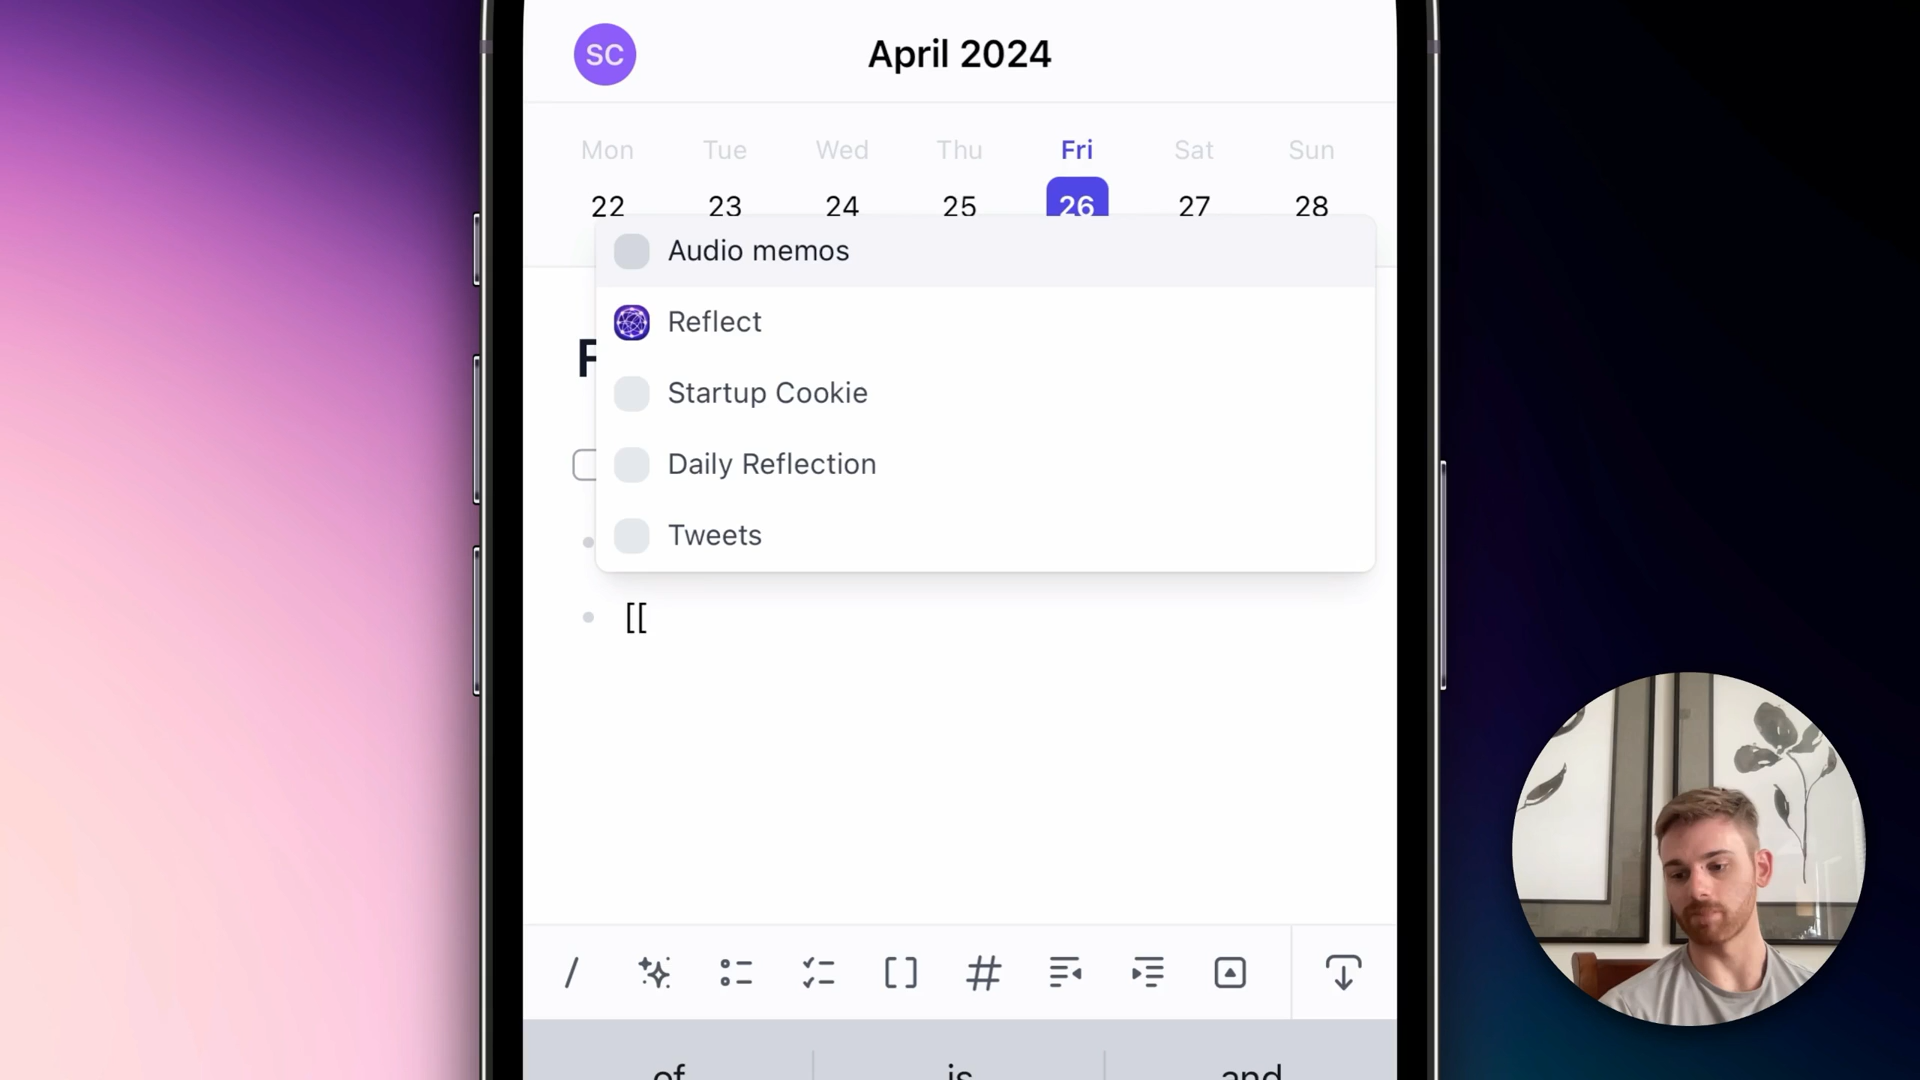 SC
April 2024
Mon Tue Wed Thu Fri Sat Sun
22 23 24 25 26 27 28
Audio memos
Reflect
F
Startup Cookie
Daily Reflection
Tweets
[[
/ [] #
of is and